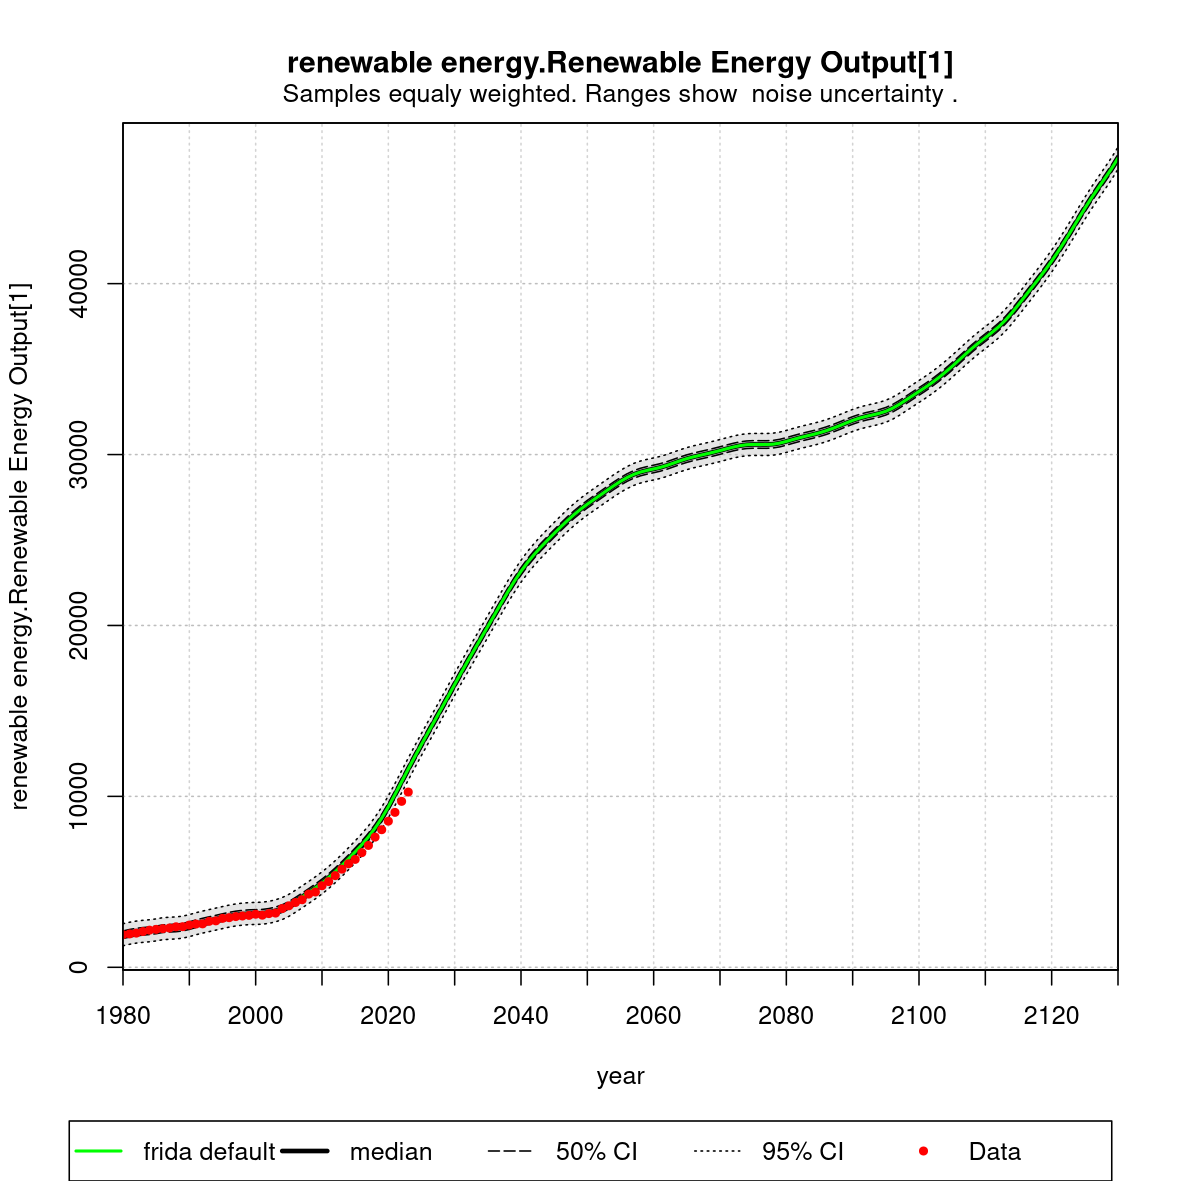 renewable energy.Renewable Energy Output[1]
Samples equaly weighted. Ranges show  noise uncertainty .
renewable energy.Renewable Energy Output[1]
40000
30000
20000
10000
0
1980 2000 2020 2040 2060 2080 2100 2120
year
frida default median 50% CI 95% CI Data